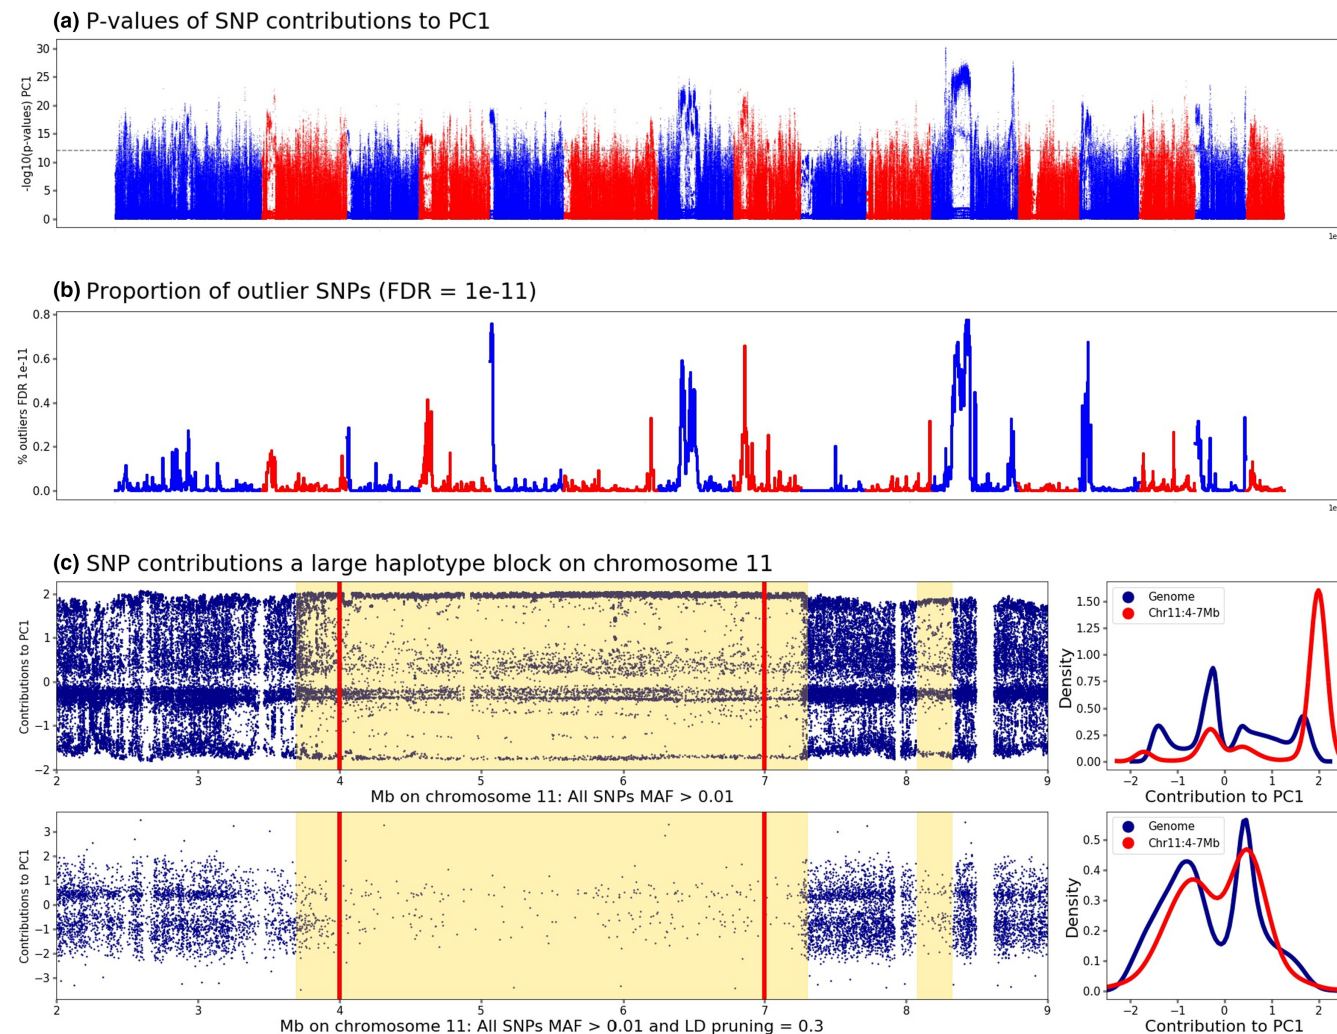 (a) P-values of SNP contributions to PC1
30
25
20
15
10
5
0
-log10(p-values) PC1
1e
(b) Proportion of outlier SNPs (FDR = 1e-11)
0.8
0.6
0.4
0.2
0.0
% outliers FDR 1e-11
1e
(c) SNP contributions a large haplotype block on chromosome 11
2
1
0
−1
−2
Contributions to PC1
2 3 4 5 6 7 8 9
Mb on chromosome 11: All SNPs MAF > 0.01
Genome
Chr11:4-7Mb
1.50
1.25
1.00
0.75
0.50
0.25
0.00
Density
−2 −1 0 1 2
Contribution to PC1
3
2
1
0
−1
−2
−3
Contributions to PC1
2 3 4 5 6 7 8 9
Mb on chromosome 11: All SNPs MAF > 0.01 and LD pruning = 0.3
Genome
Chr11:4-7Mb
0.5
0.4
0.3
0.2
0.1
0.0
Density
−2 −1 0 1 2
Contribution to PC1